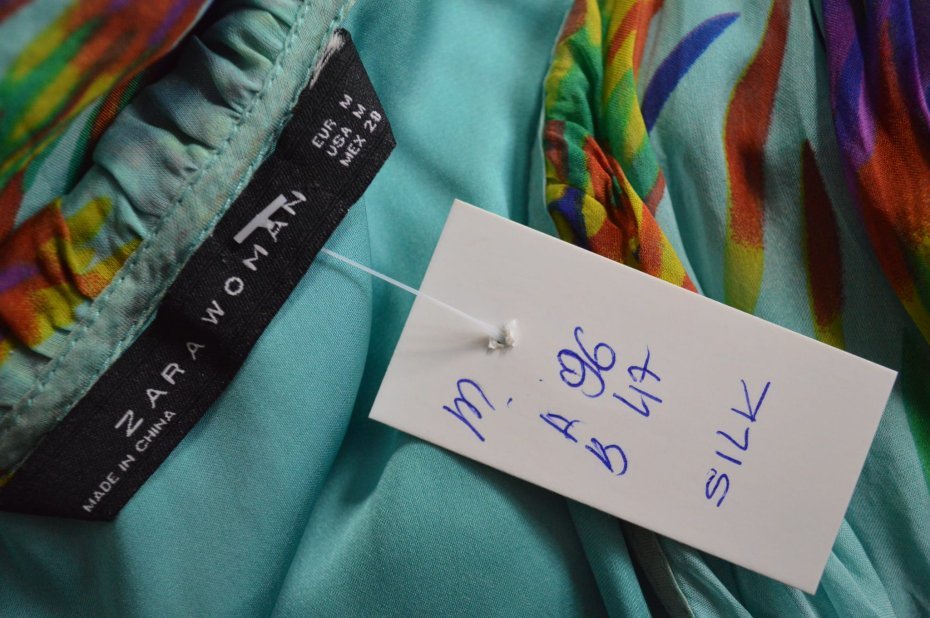 EUR M
USA M
MEX 28
ZARA WOMAN
MADE IN CHINA
M.
A 96
B 47
SILK